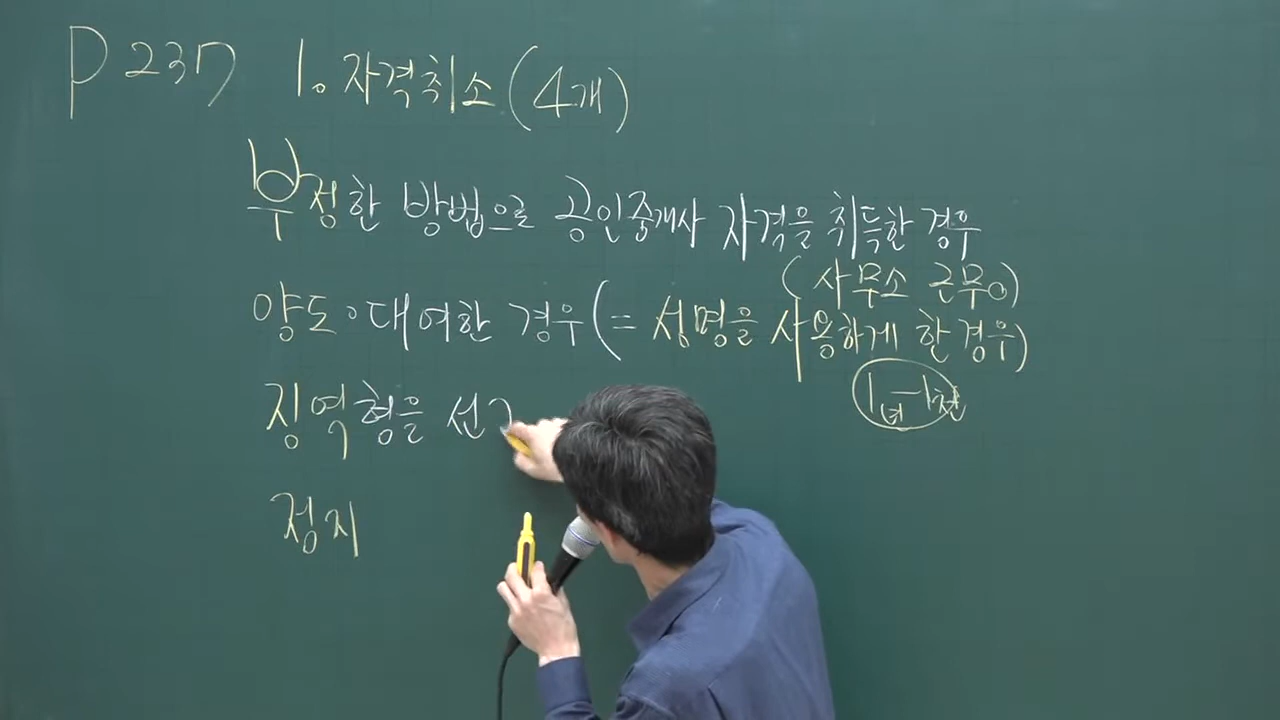 P237 1. 자격취소(4개)
부정한 방법으로 공인중개사 자격을 취득한 경우
(사무소 근무○)
양도·대여한 경우(= 성명을 사용하게 한 경우)
1년-1천
징역형을 선
정지